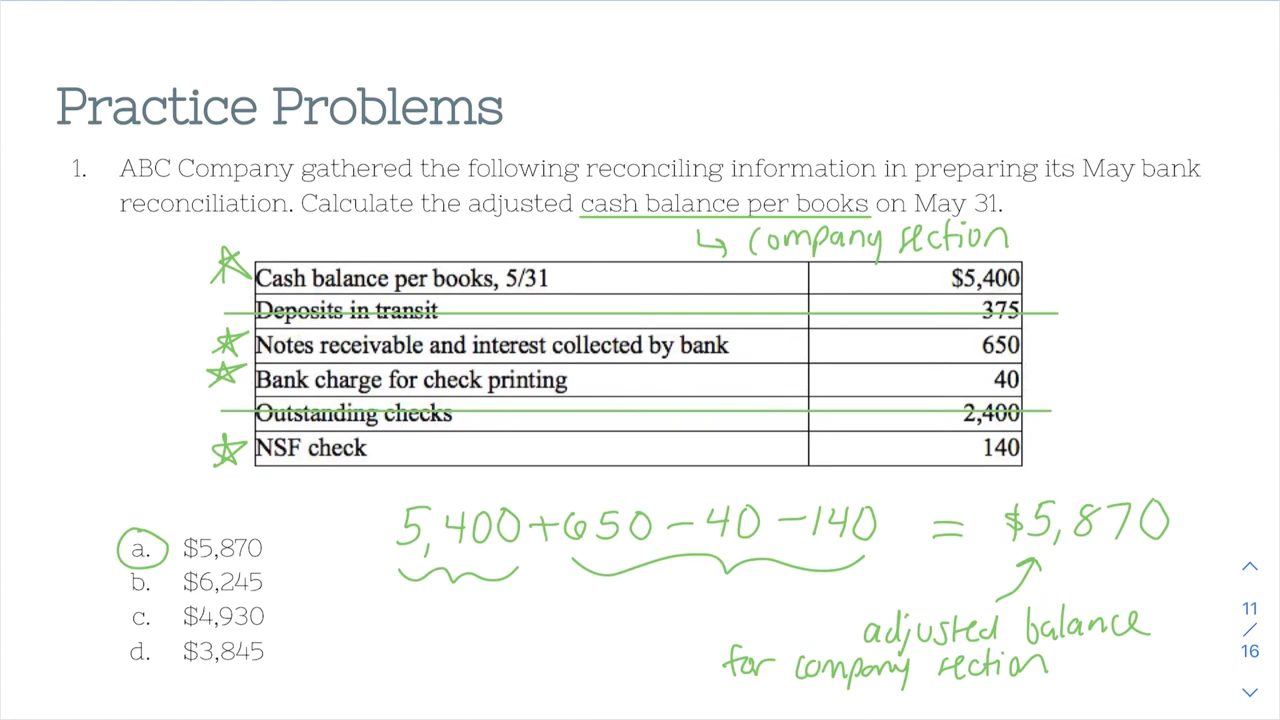 Practice Problems
1. ABC Company gathered the following reconciling information in preparing its May bank
reconciliation. Calculate the adjusted cash balance per books on May 31.
↳ company section
Cash balance per books, 5/31 $5,400
Deposits in transit 375
Notes receivable and interest collected by bank 650
Bank charge for check printing 40
Outstanding checks 2,400
NSF check 140
5,400 + 650 - 40 - 140 = $5,870
a. $5,870
b. $6,245
c. $4,930
d. $3,845
adjusted balance
for company section
11
/
16